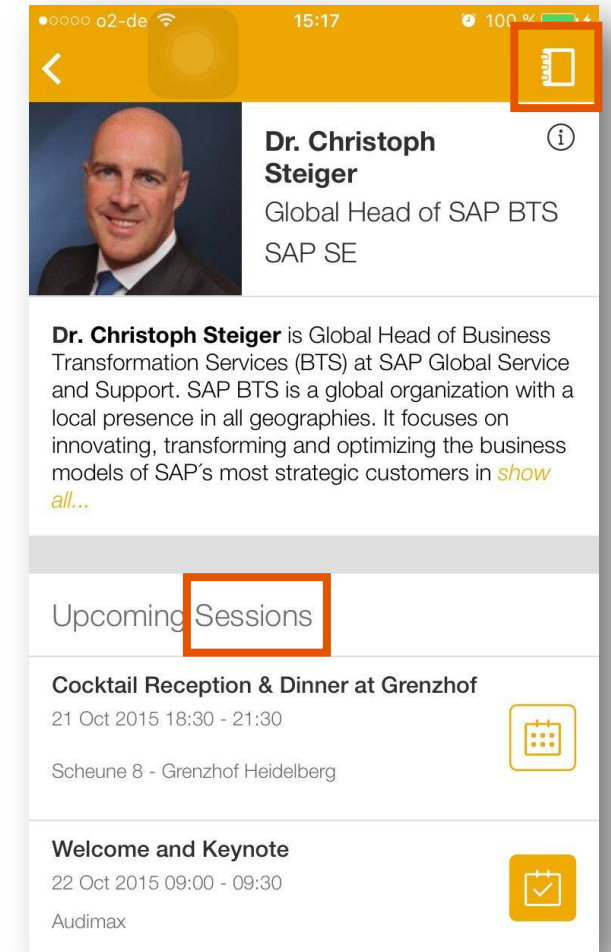 o2-de 15:17 100 %
Dr. Christoph
Steiger
Global Head of SAP BTS
SAP SE
Dr. Christoph Steiger is Global Head of Business
Transformation Services (BTS) at SAP Global Service
and Support. SAP BTS is a global organization with a
local presence in all geographies. It focuses on
innovating, transforming and optimizing the business
models of SAP´s most strategic customers in show
all...
Upcoming Sessions
Cocktail Reception & Dinner at Grenzhof
21 Oct 2015 18:30 - 21:30
Scheune 8 - Grenzhof Heidelberg
Welcome and Keynote
22 Oct 2015 09:00 - 09:30
Audimax